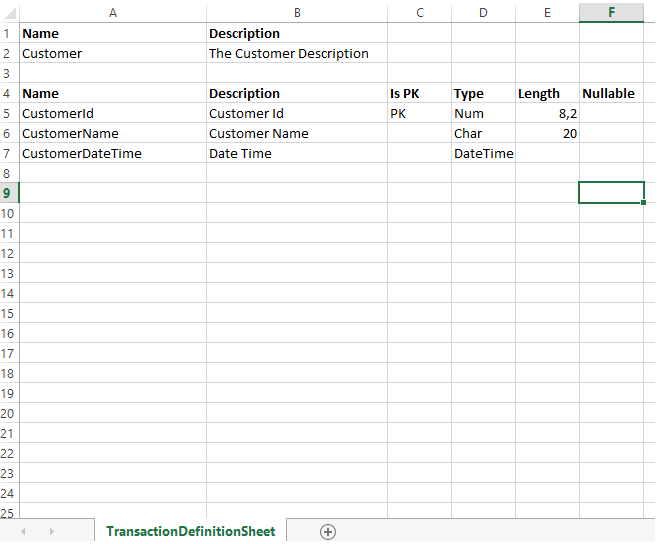 A B C D E F
1 Name Description
2 Customer The Customer Description
3
4 Name Description Is PK Type Length Nullable
5 CustomerId Customer Id PK Num 8,2
6 CustomerName Customer Name Char 20
7 CustomerDateTime Date Time DateTime
8
9
10
11
12
13
14
15
16
17
18
19
20
21
22
23
24
25
TransactionDefinitionSheet